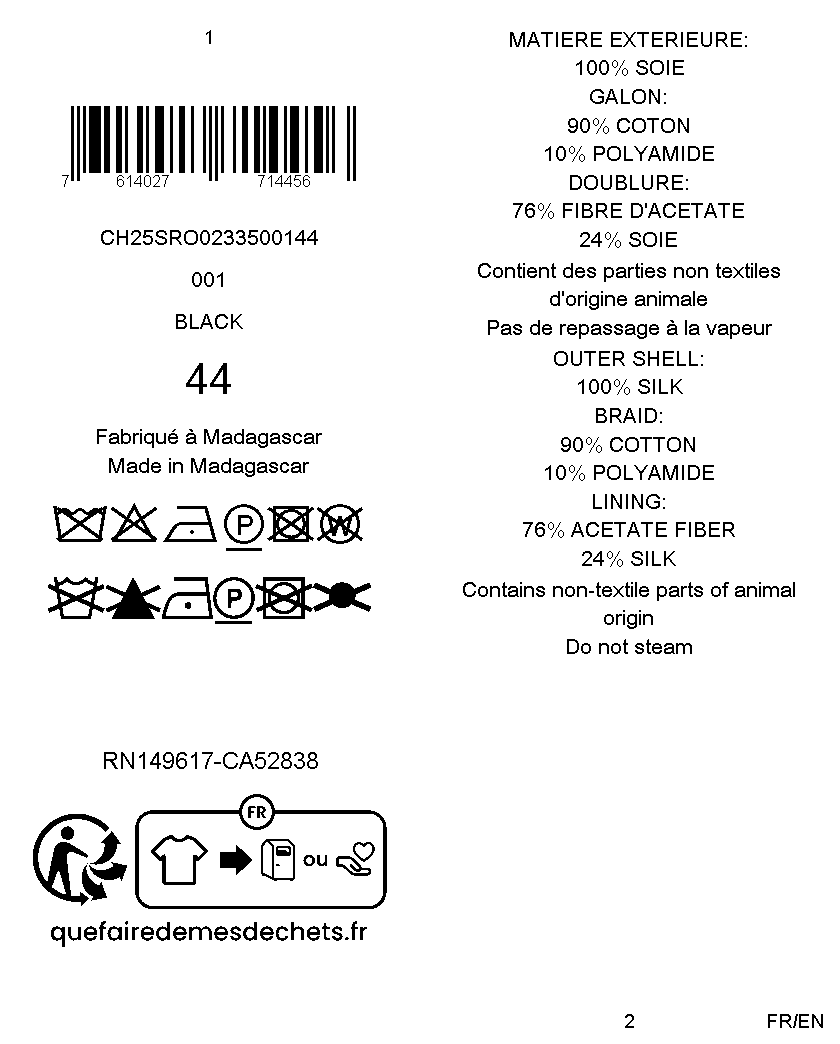 1
7 614027 714456
CH25SRO0233500144
001
BLACK
44
Fabriqué à Madagascar
Made in Madagascar
P W
P
RN149617-CA52838
FR
ou
quefairedemesdechets.fr
MATIERE EXTERIEURE:
100% SOIE
GALON:
90% COTON
10% POLYAMIDE
DOUBLURE:
76% FIBRE D'ACETATE
24% SOIE
Contient des parties non textiles
d'origine animale
Pas de repassage à la vapeur
OUTER SHELL:
100% SILK
BRAID:
90% COTTON
10% POLYAMIDE
LINING:
76% ACETATE FIBER
24% SILK
Contains non-textile parts of animal
origin
Do not steam
2
FR/EN